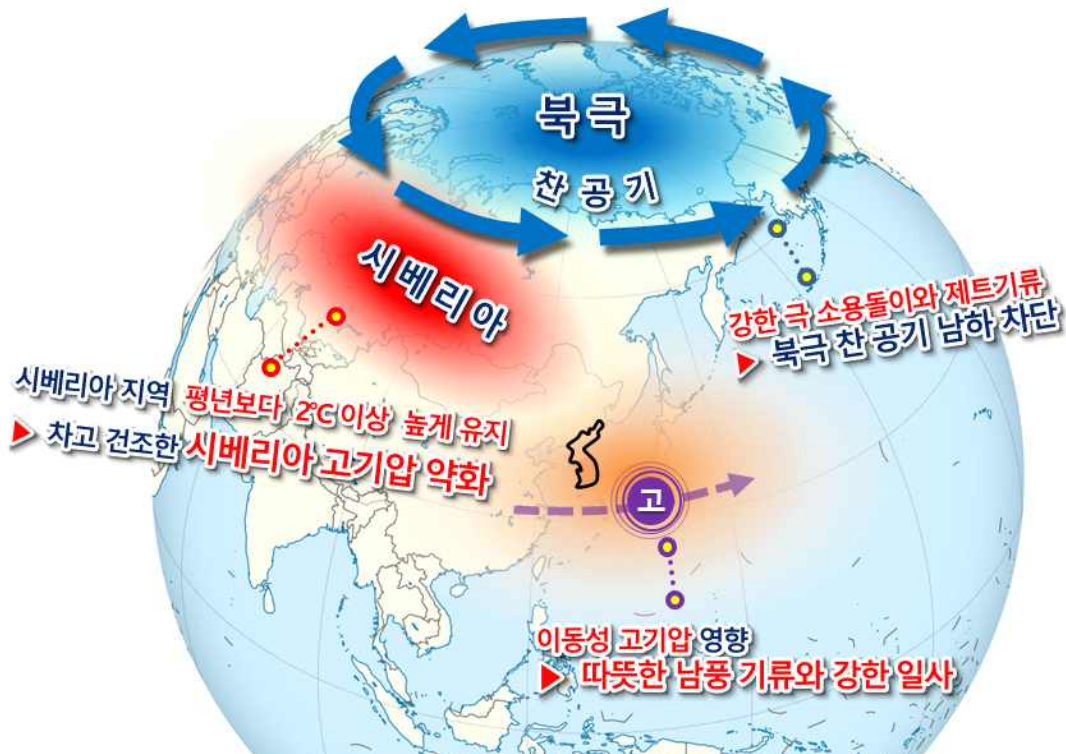 북극
찬 공기
시베리아
강한 극 소용돌이와 제트기류
▶ 북극 찬 공기 남하 차단
시베리아 지역 평년보다 2℃ 이상 높게 유지
▶ 차고 건조한 시베리아 고기압 약화
고
이동성 고기압 영향
▶ 따뜻한 남풍 기류와 강한 일사